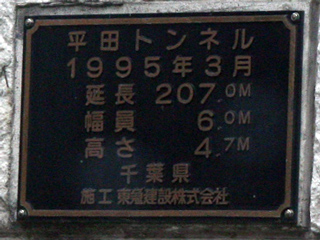 平田トンネル
1995年3月
延長 207.0M
幅員 6.0M
高さ 4.7M
千葉県
施工 東竜建設株式会社